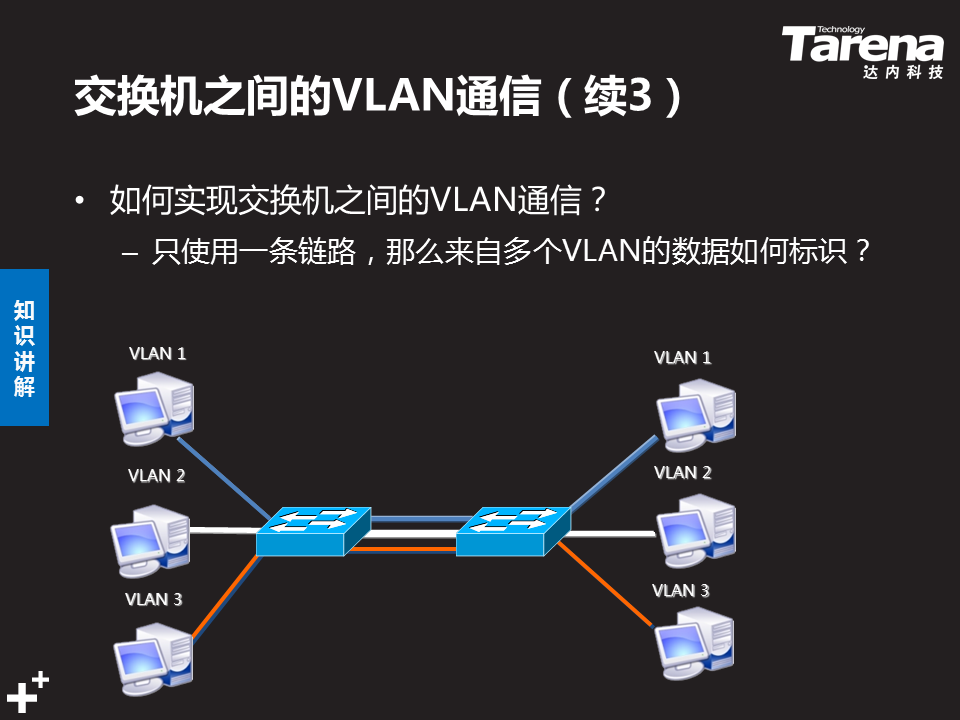 Technology
Tarena
达内科技
交换机之间的VLAN通信（续3）
• 如何实现交换机之间的VLAN通信？
– 只使用一条链路，那么来自多个VLAN的数据如何标识？
知识讲解
VLAN 1
VLAN 1
VLAN 2
VLAN 2
VLAN 3
VLAN 3